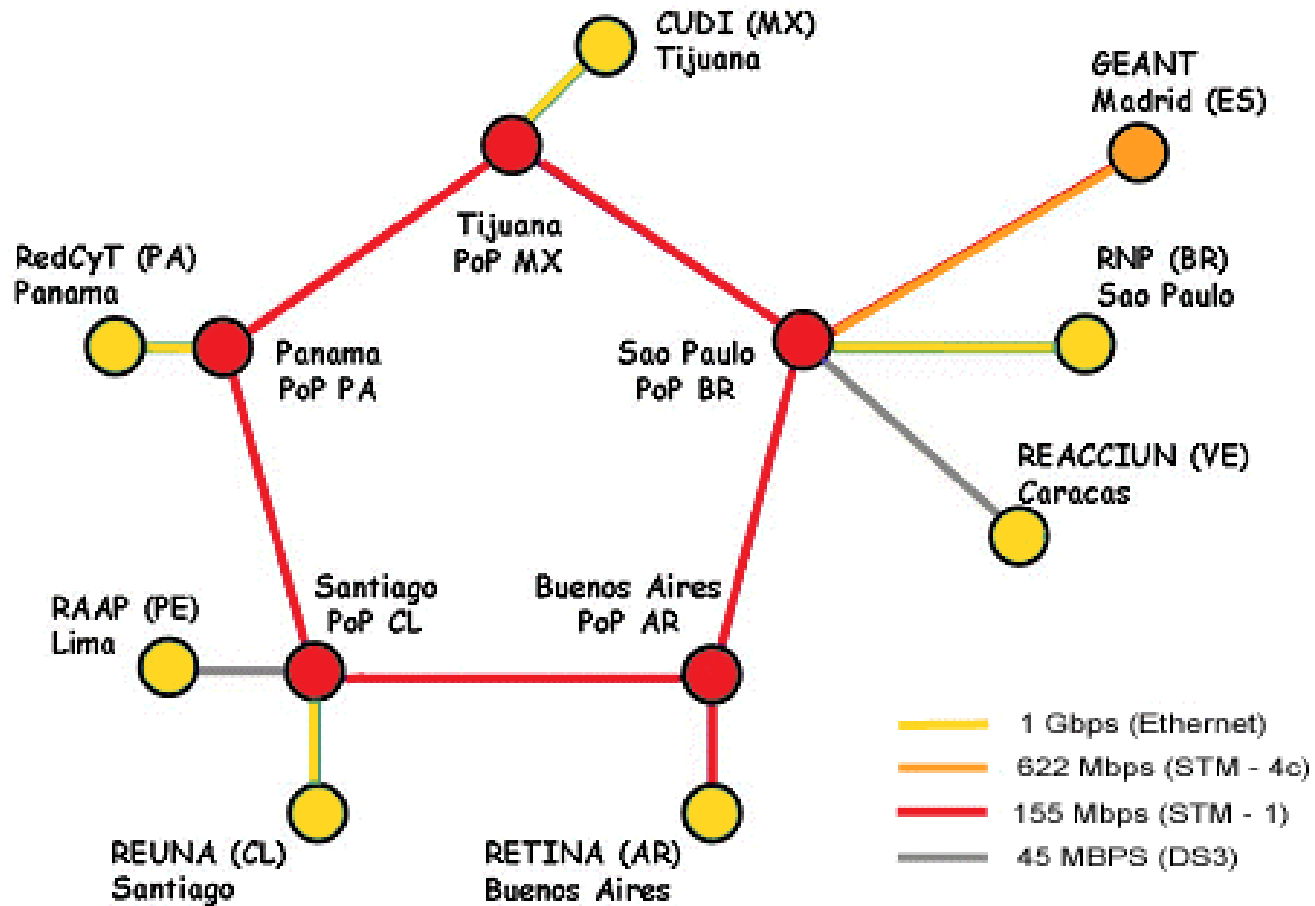 CUDI (MX)
Tijuana
GEANT
Madrid (ES)
Tijuana
PoP MX
RedCyT (PA)
Panama
RNP (BR)
Sao Paulo
Panama
PoP PA
Sao Paulo
PoP BR
REACCIUN (VE)
Caracas
Santiago
PoP CL
Buenos Aires
PoP AR
RAAP (PE)
Lima
REUNA (CL)
Santiago
RETINA (AR)
Buenos Aires
1 Gbps (Ethernet)
622 Mbps (STM - 4c)
155 Mbps (STM - 1)
45 MBPS (DS3)